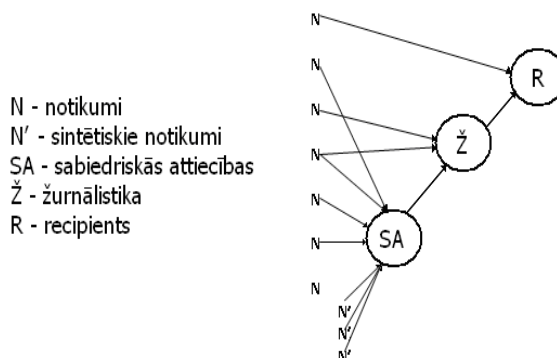 N - notikumi
N' - sintētiskie notikumi
SA - sabiedriskās attiecības
Ž - žurnālistika
R - recipients
N
N
N
N
N
N
N
N'
N'
N'
R
Ž
SA